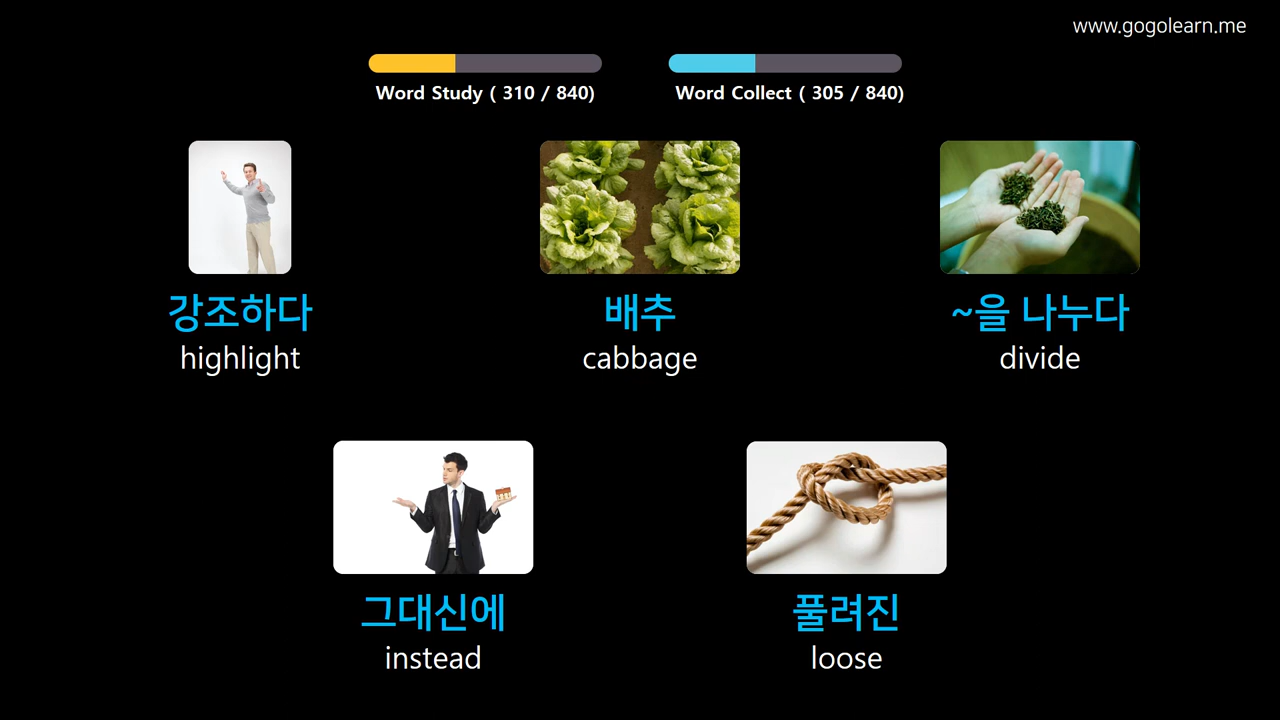 www.gogolearn.me
Word Study ( 310 / 840)
Word Collect ( 305 / 840)
강조하다
highlight
배추
cabbage
~을 나누다
divide
그대신에
instead
풀려진
loose